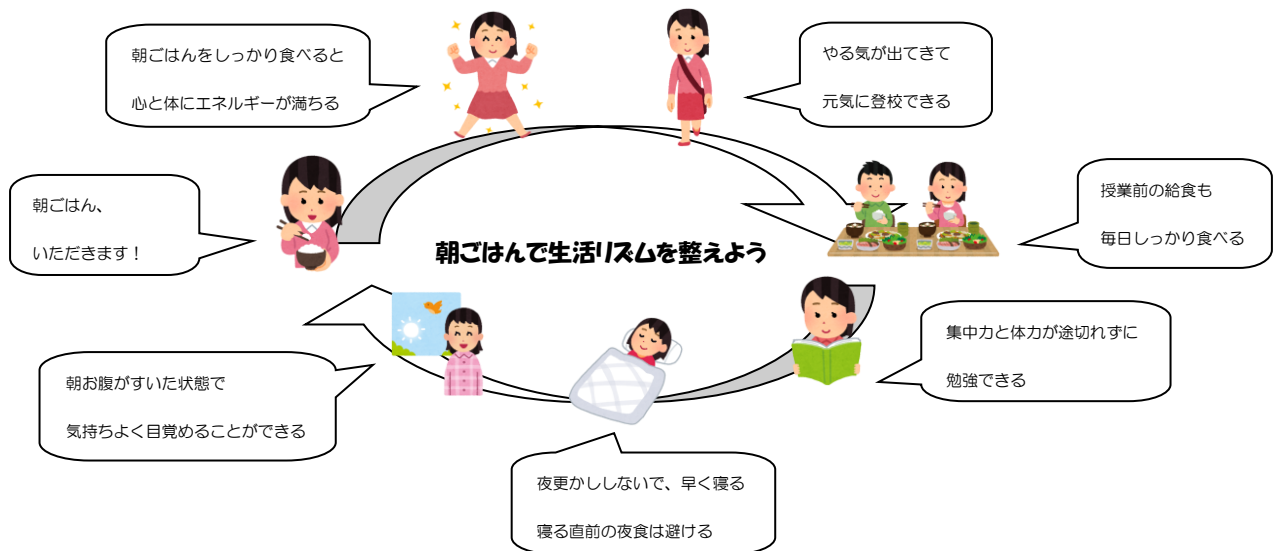 朝ごはんをしっかり食べると
心と体にエネルギーが満ちる
やる気が出てきて
元気に登校できる
朝ごはん、
いただきます！
授業前の給食も
毎日しっかり食べる
朝ごはんで生活リズムを整えよう
集中力と体力が途切れずに
勉強できる
朝お腹がすいた状態で
気持ちよく目覚めることができる
夜更かししないで、早く寝る
寝る直前の夜食は避ける